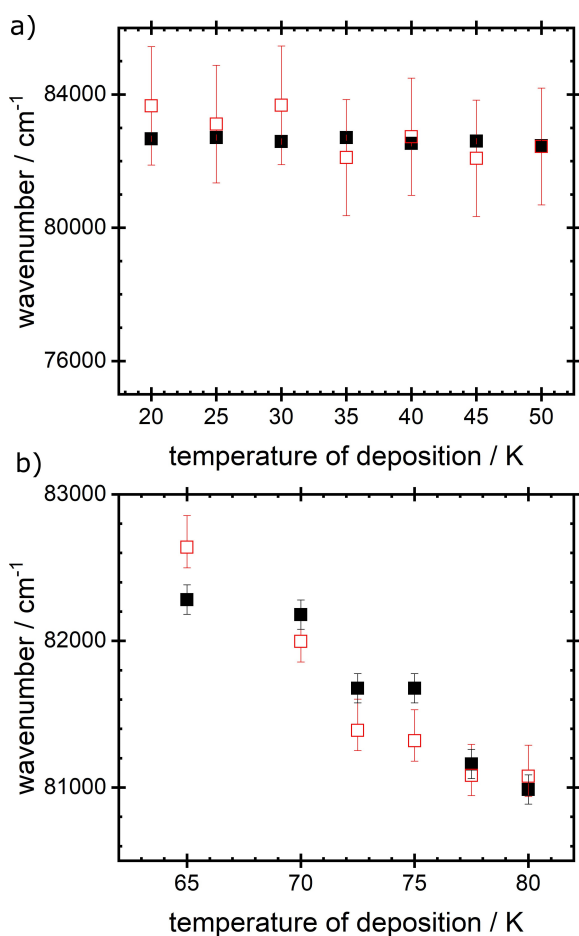 a)
84000
80000
76000
wavenumber / cm⁻¹
20 25 30 35 40 45 50
temperature of deposition / K
b)
83000
82000
81000
wavenumber / cm⁻¹
65 70 75 80
temperature of deposition / K